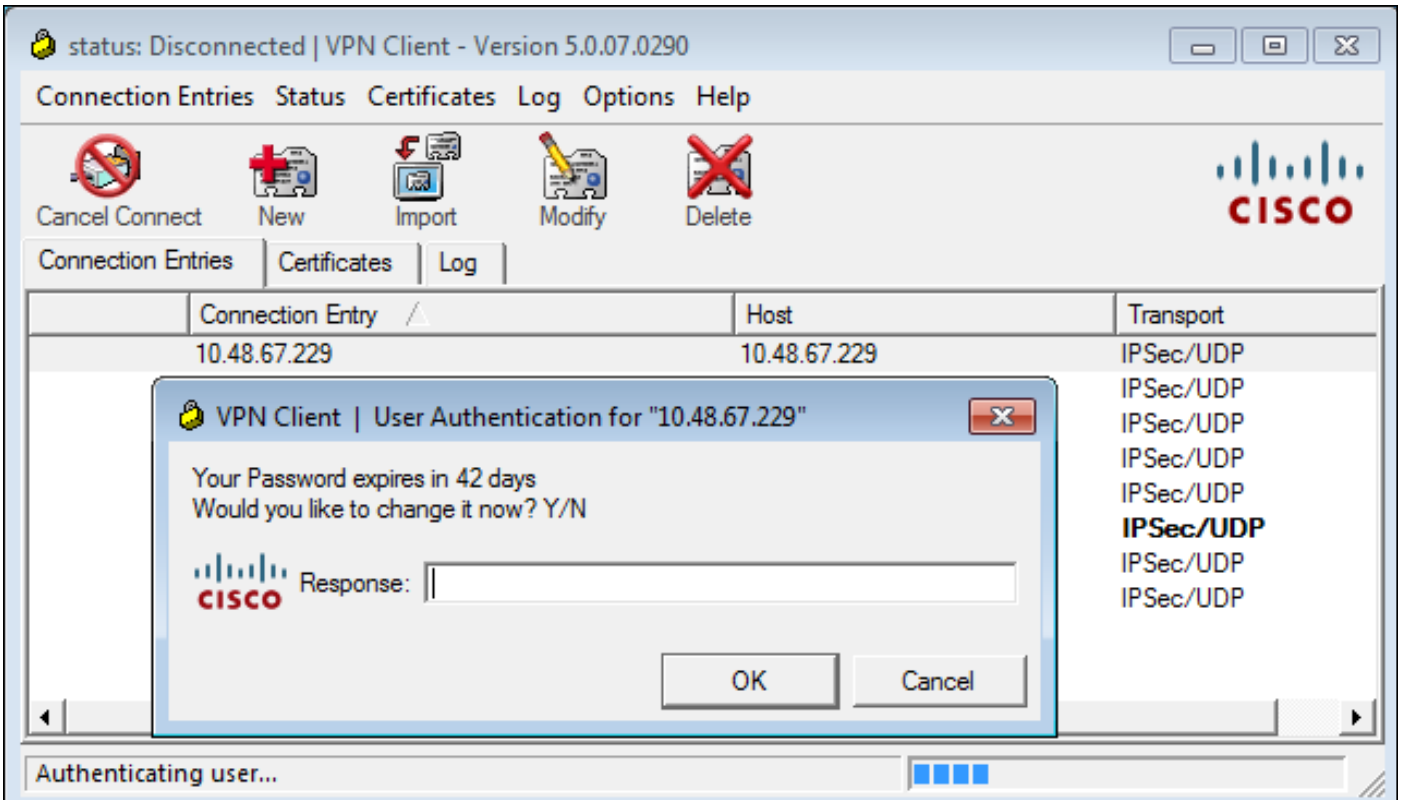 status: Disconnected | VPN Client - Version 5.0.07.0290
Connection Entries Status Certificates Log Options Help
Cancel Connect New Import Modify Delete
CISCO
Connection Entries Certificates Log
Connection Entry Host Transport
10.48.67.229 10.48.67.229 IPSec/UDP
IPSec/UDP
VPN Client | User Authentication for "10.48.67.229"
IPSec/UDP
Your Password expires in 42 days
IPSec/UDP
Would you like to change it now? Y/N
IPSec/UDP
IPSec/UDP
IPSec/UDP
CISCO Response:
IPSec/UDP
OK Cancel
Authenticating user...